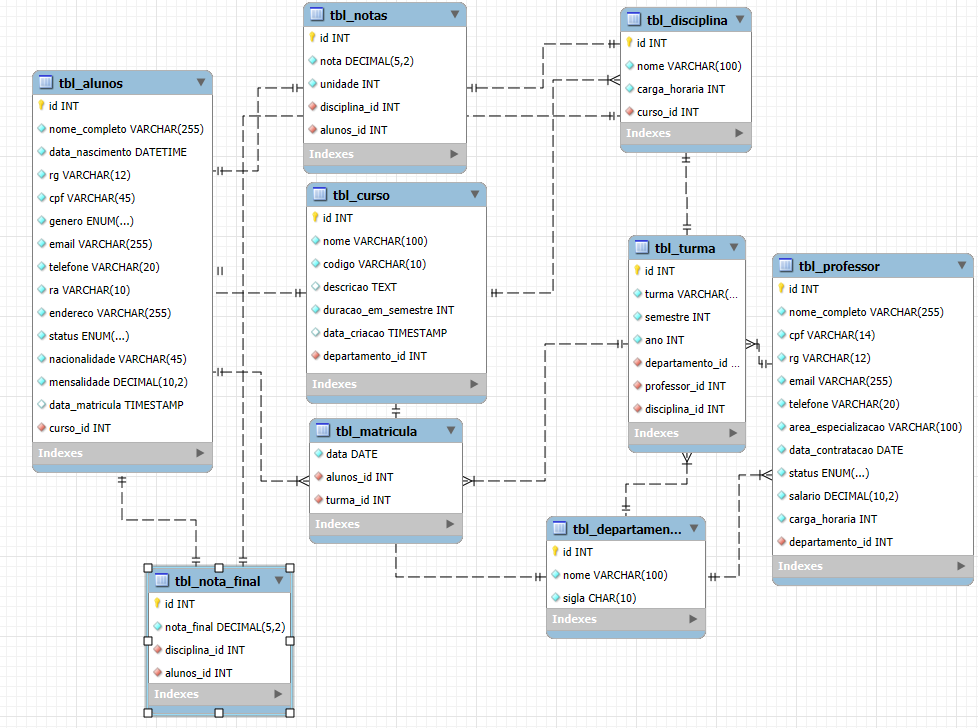 tbl_notas
id INT
nota DECIMAL(5,2)
unidade INT
disciplina_id INT
alunos_id INT
Indexes
tbl_disciplina
id INT
nome VARCHAR(100)
carga_horaria INT
curso_id INT
Indexes
tbl_alunos
id INT
nome_completo VARCHAR(255)
data_nascimento DATETIME
rg VARCHAR(12)
cpf VARCHAR(45)
genero ENUM(...)
email VARCHAR(255)
telefone VARCHAR(20)
ra VARCHAR(10)
endereco VARCHAR(255)
status ENUM(...)
nacionalidade VARCHAR(45)
mensalidade DECIMAL(10,2)
data_matricula TIMESTAMP
curso_id INT
Indexes
tbl_curso
id INT
nome VARCHAR(100)
codigo VARCHAR(10)
descricao TEXT
duracao_em_semestre INT
data_criacao TIMESTAMP
departamento_id INT
Indexes
tbl_turma
id INT
turma VARCHAR(...
semestre INT
ano INT
departamento_id ...
professor_id INT
disciplina_id INT
Indexes
tbl_professor
id INT
nome_completo VARCHAR(255)
cpf VARCHAR(14)
rg VARCHAR(12)
email VARCHAR(255)
telefone VARCHAR(20)
area_especializacao VARCHAR(100)
data_contratacao DATE
status ENUM(...)
salario DECIMAL(10,2)
carga_horaria INT
departamento_id INT
Indexes
tbl_matricula
data DATE
alunos_id INT
turma_id INT
Indexes
tbl_departamen...
id INT
nome VARCHAR(100)
sigla CHAR(10)
Indexes
tbl_nota_final
id INT
nota_final DECIMAL(5,2)
disciplina_id INT
alunos_id INT
Indexes